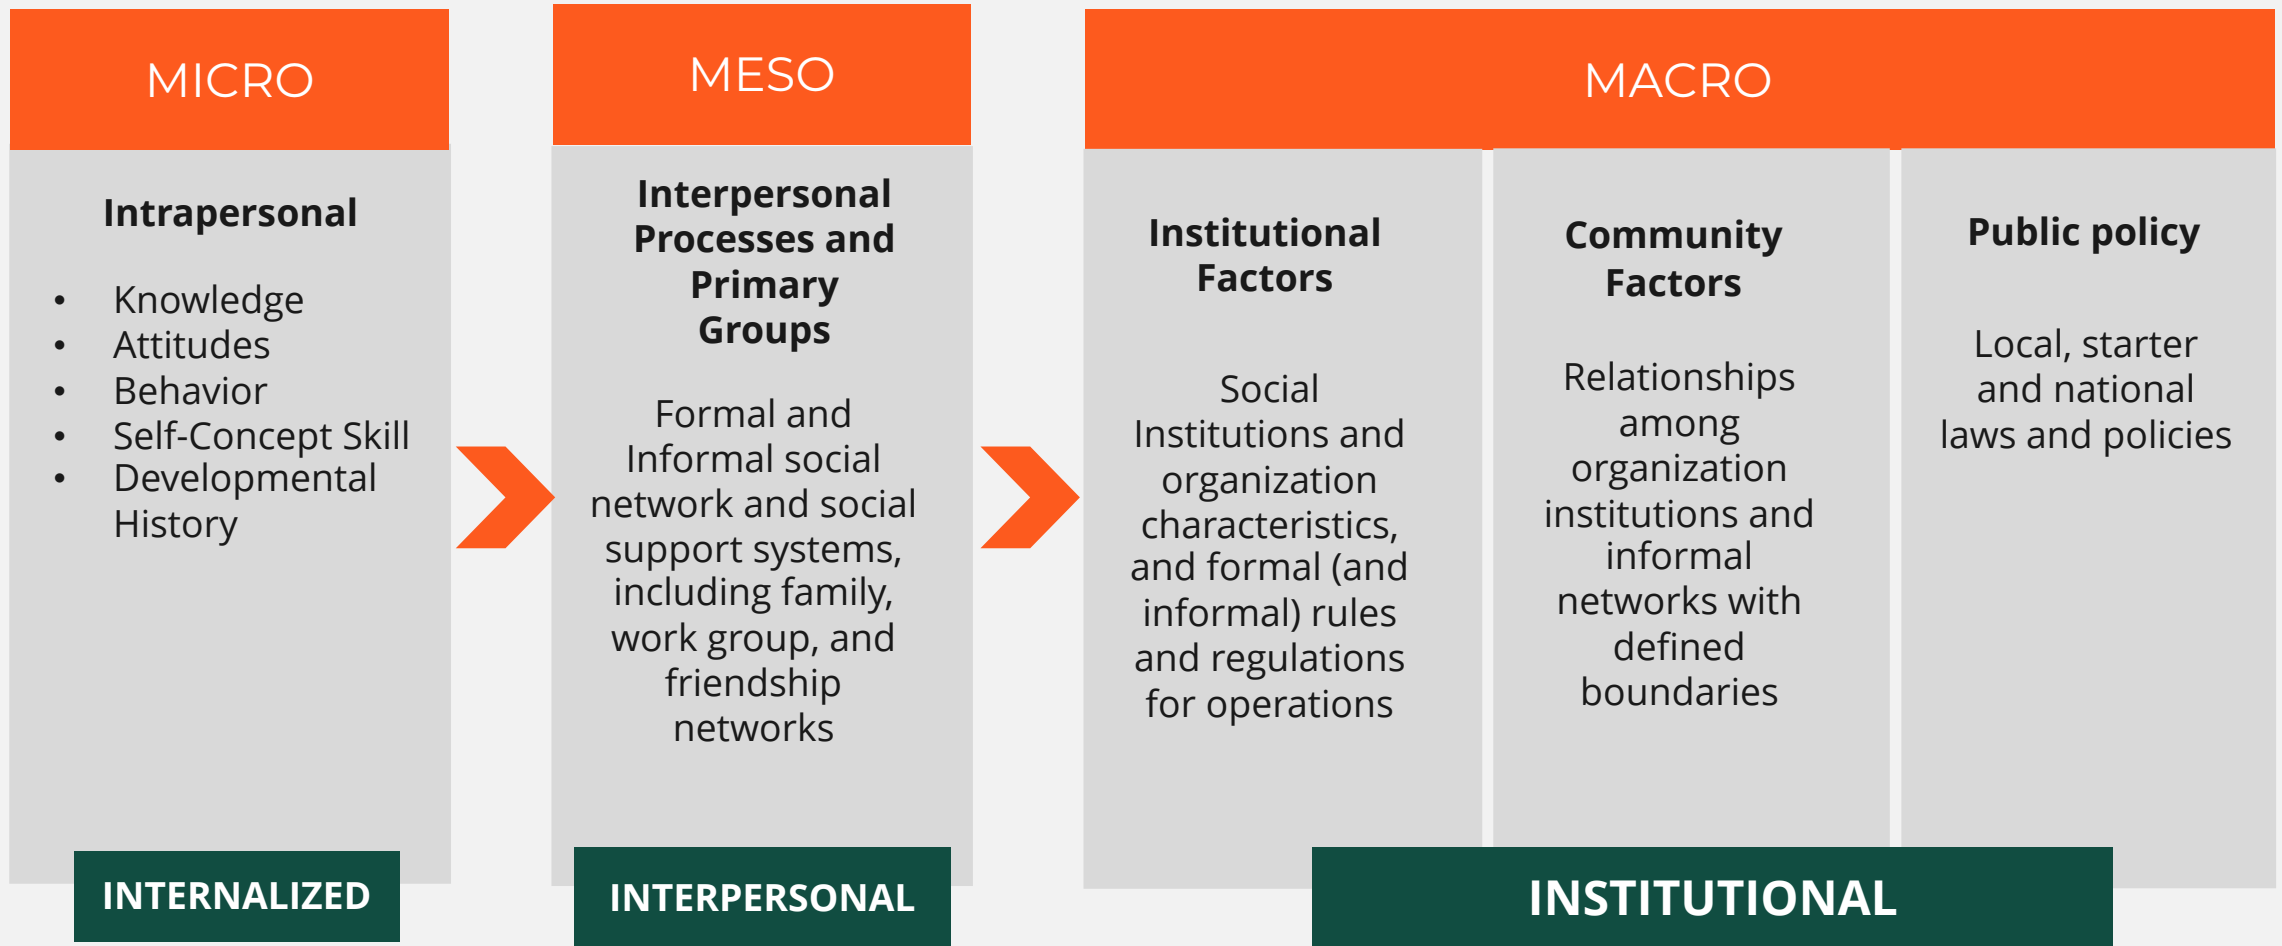 MICRO
Intrapersonal
• Knowledge
• Attitudes
• Behavior
• Self-Concept Skill
• Developmental
History
INTERNALIZED
MESO
Interpersonal
Processes and
Primary
Groups
Formal and
Informal social
network and social
support systems,
including family,
work group, and
friendship
networks
INTERPERSONAL
MACRO
Institutional
Factors
Social
Institutions and
organization
characteristics,
and formal (and
informal) rules
and regulations
for operations
Community
Factors
Relationships
among
organization
institutions and
informal
networks with
defined
boundaries
Public policy
Local, starter
and national
laws and policies
INSTITUTIONAL